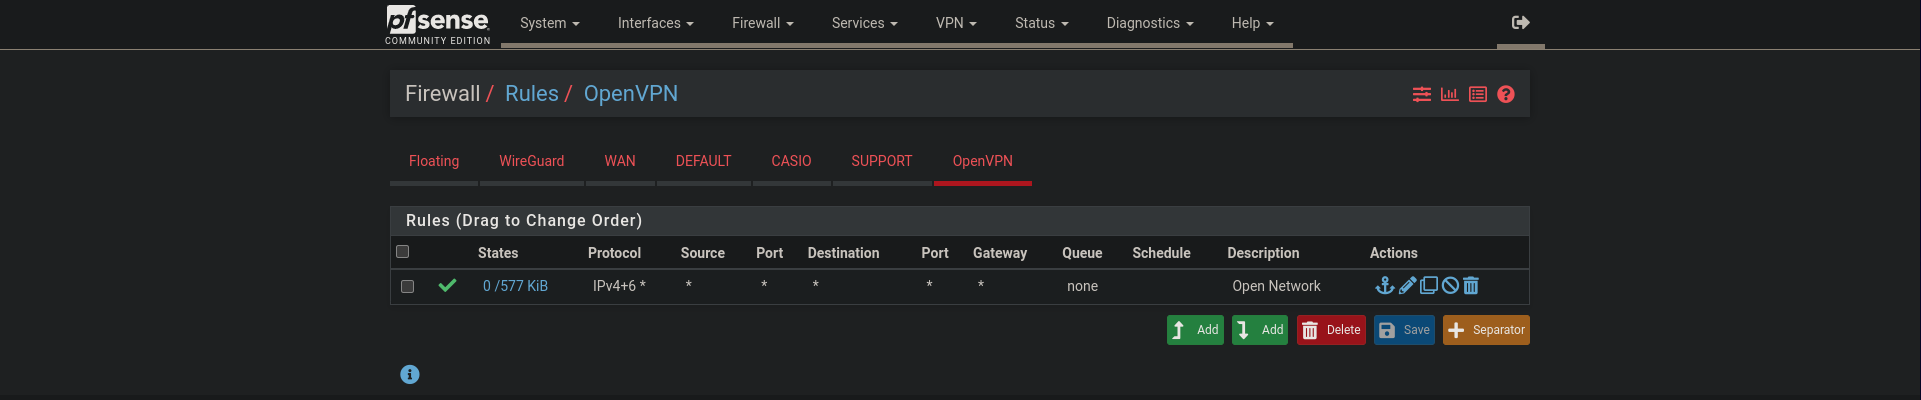 pfsense COMMUNITY EDITION System Interfaces Firewall Services VPN Status Diagnostics Help
Firewall / Rules / OpenVPN
Floating WireGuard WAN DEFAULT CASIO SUPPORT OpenVPN
Rules (Drag to Change Order)
States Protocol Source Port Destination Port Gateway Queue Schedule Description Actions
0 /577 KiB IPv4+6 * * * * * * none Open Network
Add Add Delete Save Separator